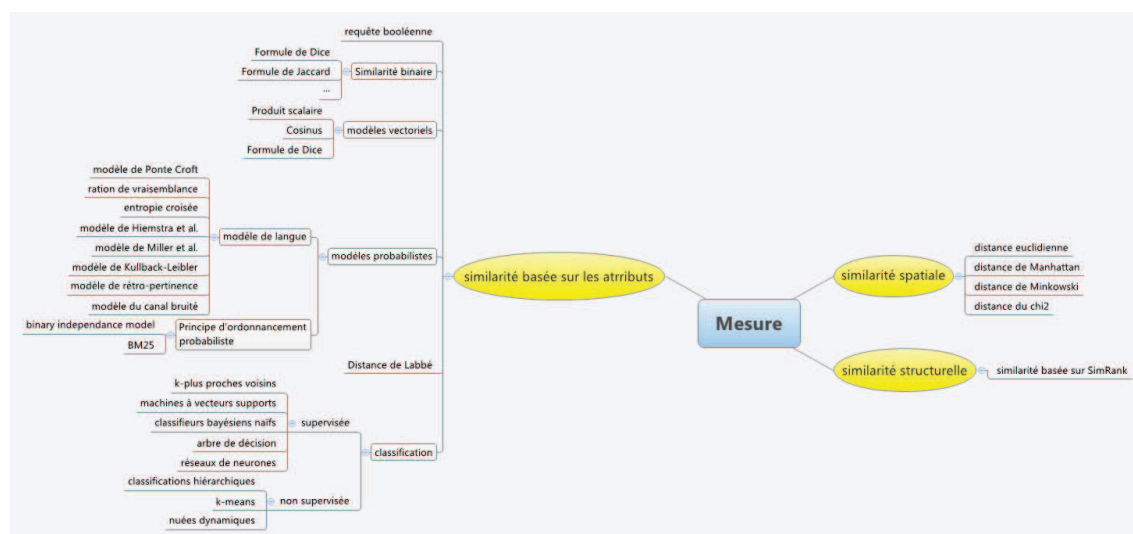 requête booléenne
Formule de Dice
Formule de Jaccard
...
Similarité binaire
Produit scalaire
Cosinus
Formule de Dice
modèles vectoriels
modèle de Ponte Croft
ration de vraisemblance
entropie croisée
modèle de Hiemstra et al.
modèle de Miller et al.
modèle de Kullback-Leibler
modèle de rétro-pertinence
modèle du canal bruité
modèle de langue
binary independance model
BM25
Principe d'ordonnancement
probabiliste
modèles probabilistes
Distance de Labbé
k-plus proches voisins
machines à vecteurs supports
classifieurs bayésiens naïfs
arbre de décision
réseaux de neurones
supervisée
classifications hiérarchiques
k-means
nuées dynamiques
non supervisée
classification
similarité basée sur les atrributs
Mesure
similarité spatiale
distance euclidienne
distance de Manhattan
distance de Minkowski
distance du chi2
similarité structurelle
similarité basée sur SimRank